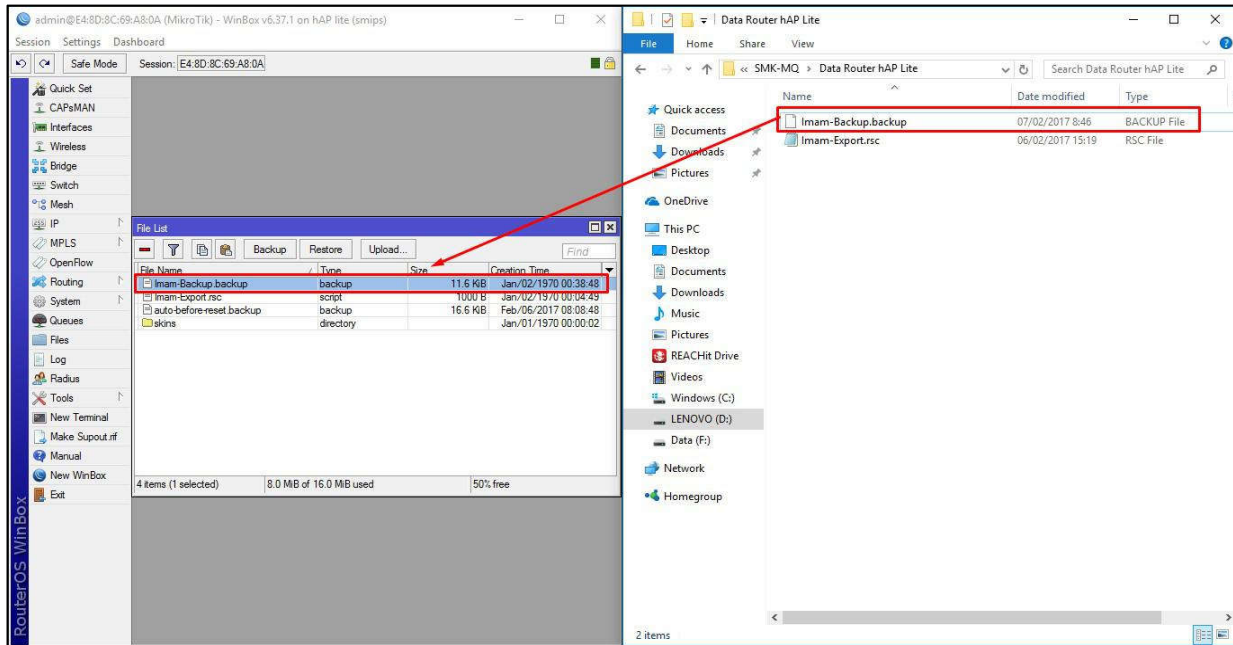 admin@E4:8D:8C:69:A8:0A (MikroTik) - WinBox v6.37.1 on hAP lite (smips)
Session Settings Dashboard
Safe Mode Session: E4:8D:8C:69:A8:0A
Quick Set
CAPsMAN
Interfaces
Wireless
Bridge
Switch
Mesh
IP
MPLS
OpenFlow
Routing
System
Queues
Files
Log
Radius
Tools
New Terminal
Make Supout.rif
Manual
New WinBox
Exit
RouterOS WinBox
File List
Backup Restore Upload... Find
File Name Type Size Creation Time
Imam-Backup.backup backup 11.6 KiB Jan/02/1970 00:38:48
Imam-Export.rsc script 1000 B Jan/02/1970 00:04:49
auto-before-reset.backup backup 16.6 KiB Feb/06/2017 08:08:48
skins directory Jan/01/1970 00:00:02
4 items (1 selected) 8.0 MiB of 16.0 MiB used 50% free
Data Router hAP Lite
File Home Share View
« SMK-MQ › Data Router hAP Lite Search Data Router hAP Lite
Name Date modified Type
Imam-Backup.backup 07/02/2017 8:46 BACKUP File
Imam-Export.rsc 06/02/2017 15:19 RSC File
Quick access
Documents
Downloads
Pictures
OneDrive
This PC
Desktop
Documents
Downloads
Music
Pictures
REACHit Drive
Videos
Windows (C:)
LENOVO (D:)
Data (F:)
Network
Homegroup
2 items